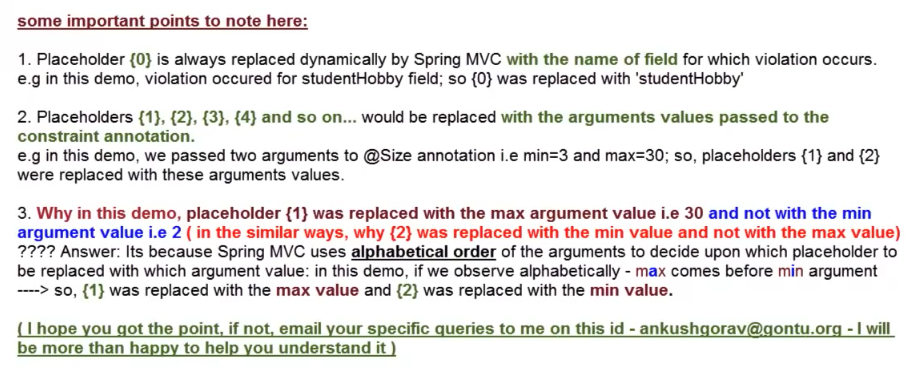 some important points to note here:
1. Placeholder {0} is always replaced dynamically by Spring MVC with the name of field for which violation occurs.
e.g in this demo, violation occured for studentHobby field; so {0} was replaced with 'studentHobby'
2. Placeholders {1}, {2}, {3}, {4} and so on... would be replaced with the arguments values passed to the
constraint annotation.
e.g in this demo, we passed two arguments to @Size annotation i.e min=3 and max=30; so, placeholders {1} and {2}
were replaced with these arguments values.
3. Why in this demo, placeholder {1} was replaced with the max argument value i.e 30 and not with the min
argument value i.e 2 ( in the similar ways, why {2} was replaced with the min value and not with the max value)
???? Answer: Its because Spring MVC uses alphabetical order of the arguments to decide upon which placeholder to
be replaced with which argument value: in this demo, if we observe alphabetically - max comes before min argument
----> so, {1} was replaced with the max value and {2} was replaced with the min value.
( I hope you got the point, if not, email your specific queries to me on this id - ankushgorav@gontu.org - I will
be more than happy to help you understand it )